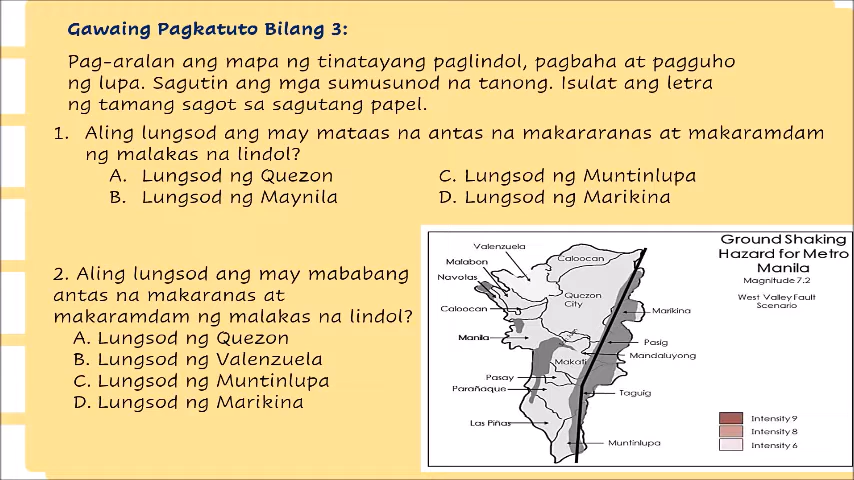 Gawaing Pagkatuto Bilang 3:
Pag-aralan ang mapa ng tinatayang paglindol, pagbaha at pagguho
ng lupa. Sagutin ang mga sumusunod na tanong. Isulat ang letra
ng tamang sagot sa sagutang papel.
1. Aling lungsod ang may mataas na antas na makararanas at makaramdam
ng malakas na lindol?
A. Lungsod ng Quezon
B. Lungsod ng Maynila
C. Lungsod ng Muntinlupa
D. Lungsod ng Marikina
2. Aling lungsod ang may mababang
antas na makaranas at
makaramdam ng malakas na lindol?
A. Lungsod ng Quezon
B. Lungsod ng Valenzuela
C. Lungsod ng Muntinlupa
D. Lungsod ng Marikina
Ground Shaking
Hazard for Metro
Manila
Magnitude 7.2
West Valley Fault
Scenario
Valenzuela
Malabon
Navolas
Caloocan
Caloocan
Quezon
City
Marikina
Manila
Pasig
Mandaluyong
Makati
Pasay
Parañaque
Taguig
Las Piñas
Muntinlupa
Intensity 9
Intensity 8
Intensity 6